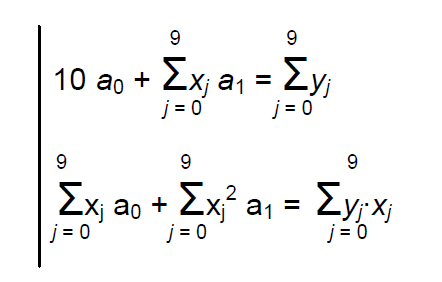 9 9
10 a₀ + Σxⱼ a₁ = Σyⱼ
j = 0 j = 0
9 9 9
Σxⱼ a₀ + Σxⱼ² a₁ = Σyⱼ·xⱼ
j = 0 j = 0 j = 0